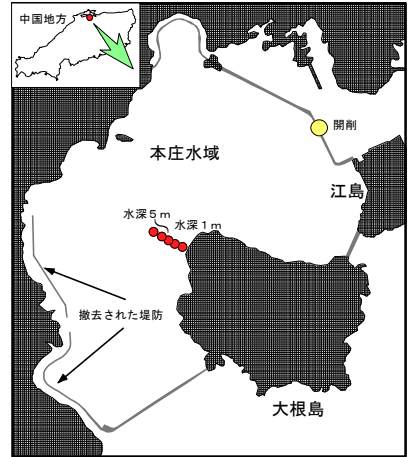 中国地方
開削
本庄水域
江島
水深５ｍ
水深１ｍ
撤去された堤防
大根島